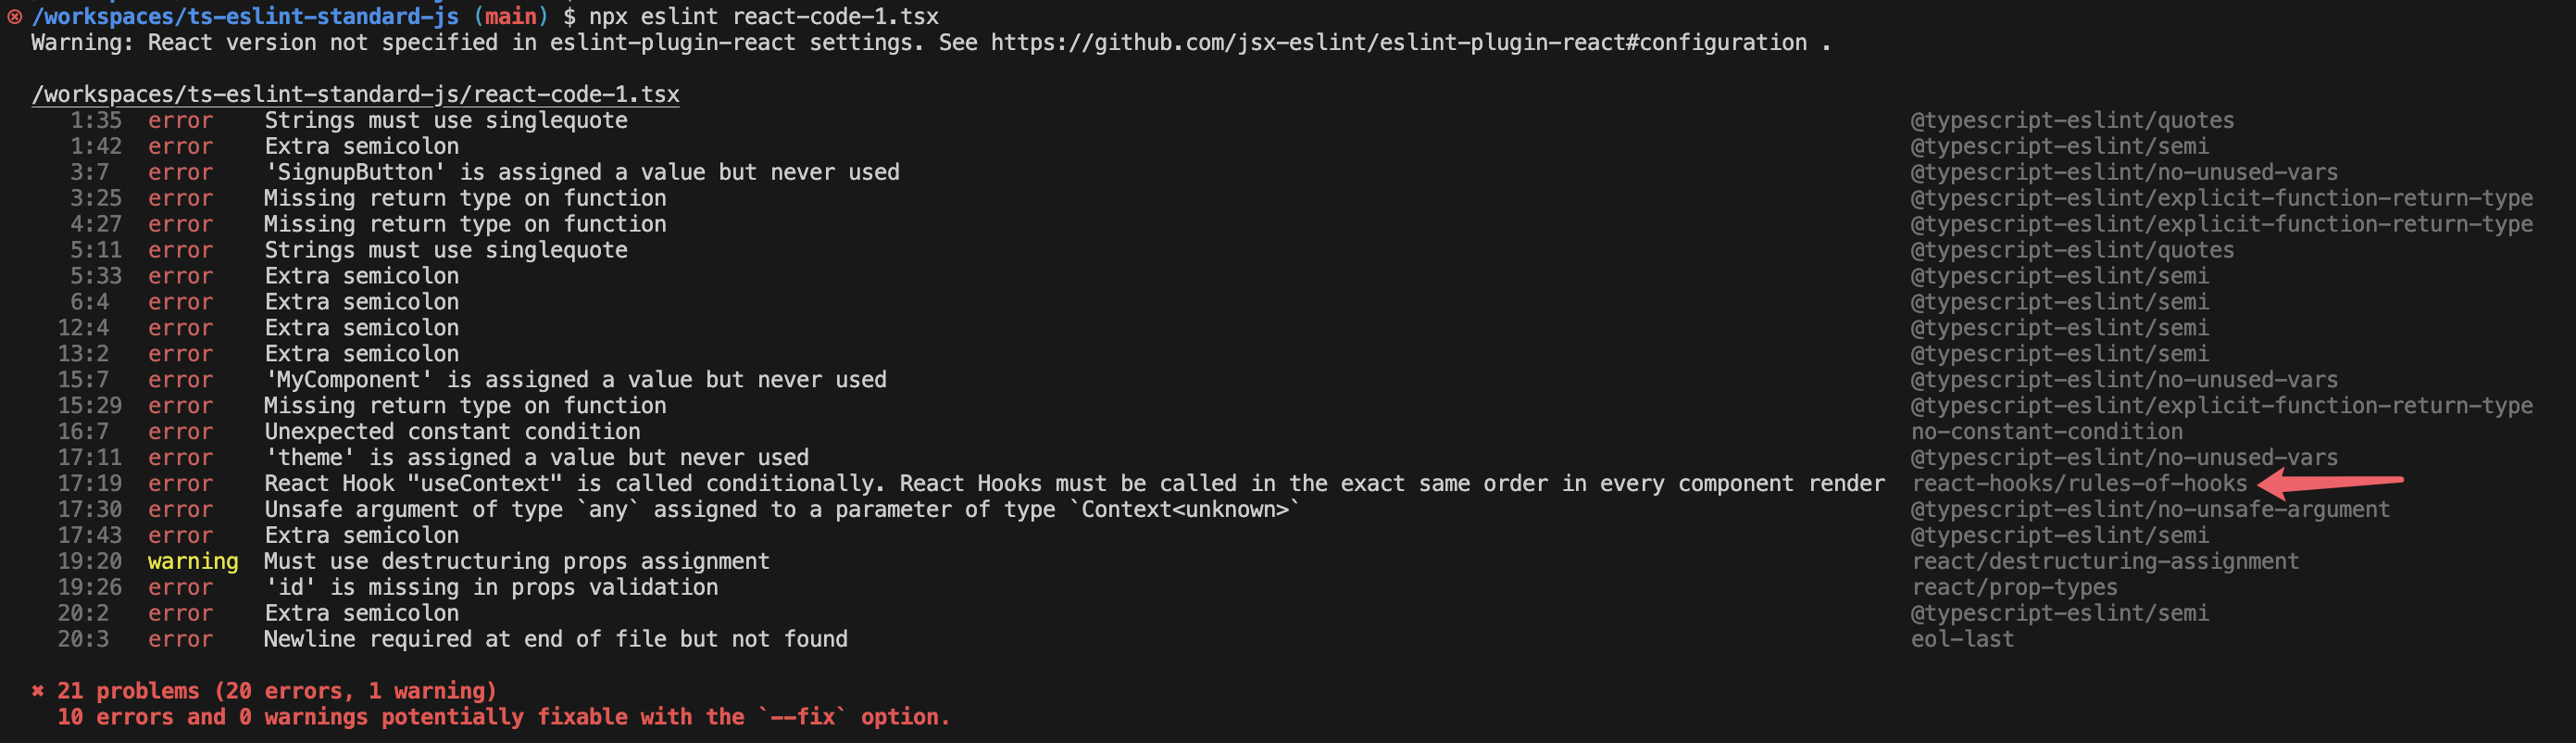 /workspaces/ts-eslint-standard-js (main) $ npx eslint react-code-1.tsx
Warning: React version not specified in eslint-plugin-react settings. See https://github.com/jsx-eslint/eslint-plugin-react#configuration .
/workspaces/ts-eslint-standard-js/react-code-1.tsx
1:35 error Strings must use singlequote @typescript-eslint/quotes
1:42 error Extra semicolon @typescript-eslint/semi
3:7 error 'SignupButton' is assigned a value but never used @typescript-eslint/no-unused-vars
3:25 error Missing return type on function @typescript-eslint/explicit-function-return-type
4:27 error Missing return type on function @typescript-eslint/explicit-function-return-type
5:11 error Strings must use singlequote @typescript-eslint/quotes
5:33 error Extra semicolon @typescript-eslint/semi
6:4 error Extra semicolon @typescript-eslint/semi
12:4 error Extra semicolon @typescript-eslint/semi
13:2 error Extra semicolon @typescript-eslint/semi
15:7 error 'MyComponent' is assigned a value but never used @typescript-eslint/no-unused-vars
15:29 error Missing return type on function @typescript-eslint/explicit-function-return-type
16:7 error Unexpected constant condition no-constant-condition
17:11 error 'theme' is assigned a value but never used @typescript-eslint/no-unused-vars
17:19 error React Hook "useContext" is called conditionally. React Hooks must be called in the exact same order in every component render react-hooks/rules-of-hooks
17:30 error Unsafe argument of type `any` assigned to a parameter of type `Context<unknown>` @typescript-eslint/no-unsafe-argument
17:43 error Extra semicolon @typescript-eslint/semi
19:20 warning Must use destructuring props assignment react/destructuring-assignment
19:26 error 'id' is missing in props validation react/prop-types
20:2 error Extra semicolon @typescript-eslint/semi
20:3 error Newline required at end of file but not found eol-last
✖ 21 problems (20 errors, 1 warning)
10 errors and 0 warnings potentially fixable with the `--fix` option.